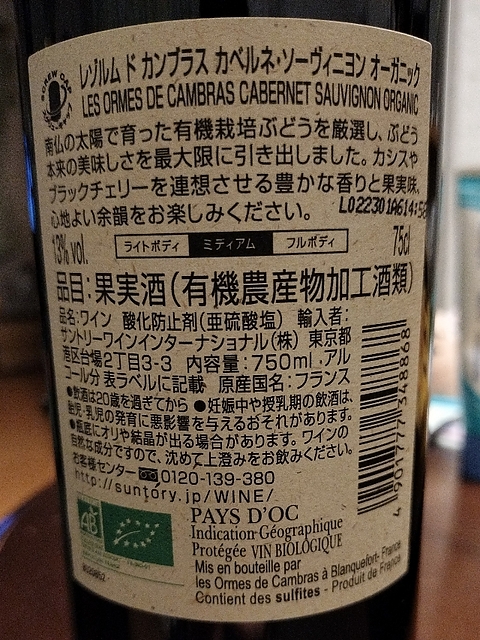 レゾルム ド カンブラス カベルネ・ソーヴィニヨン オーガニック
LES ORMES DE CAMBRAS CABERNET SAUVIGNON ORGANIC
南仏の太陽で育った有機栽培ぶどうを厳選し、ぶどう
本来の美味しさを最大限に引き出しました。カシスや
ブラックチェリーを連想させる豊かな香りと果実味、
心地よい余韻をお楽しみください。
L022301A614:58
13% vol.
ライトボディ ミディアム フルボディ
75cl
品目:果実酒(有機農産物加工酒類)
品名:ワイン 酸化防止剤(亜硫酸塩) 輸入者:
サントリーワインインターナショナル(株) 東京都
港区台場2丁目3-3 内容量:750ml アル
コール分 表ラベルに記載 原産国名:フランス
●飲酒は20歳を過ぎてから ●妊娠中や授乳期の飲酒は、
胎児・乳児の発育に悪影響を与えるおそれがあります。
●瓶底にオリや結晶が出る場合があります。ワインの
自然な成分ですので、沈めて上澄みをお飲みください。
お客様センター 0120-139-380
http://suntory.jp/WINE/
4 901777 348868
AB
PAYS D'OC
Indication Géographique
Protégée VIN BIOLOGIQUE
Mis en bouteille par
les Ormes de Cambras à Blanquefort- France
Contient des sulfites - Produit de France